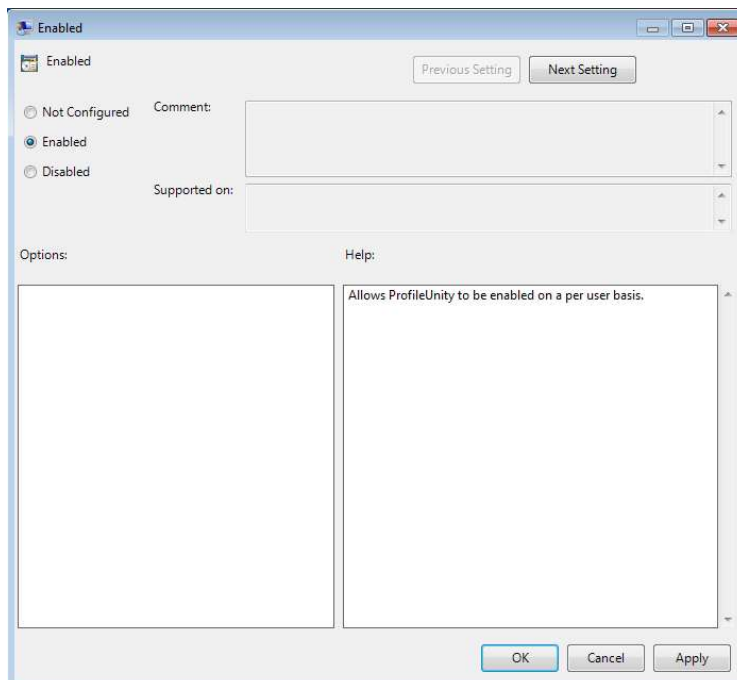 Enabled
Enabled
Previous Setting
Next Setting
Not Configured
Comment:
Enabled
Disabled
Supported on:
Options:
Help:
Allows ProfileUnity to be enabled on a per user basis.
OK
Cancel
Apply